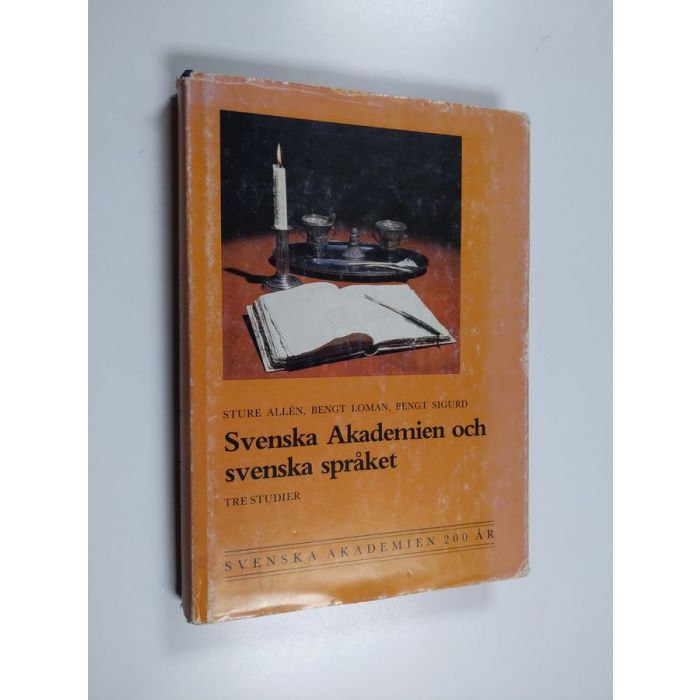 STURE ALLÉN, BENGT LOMAN, BENGT SIGURD
Svenska Akademien och
svenska språket
TRE STUDIER
SVENSKA AKADEMIEN 200 ÅR